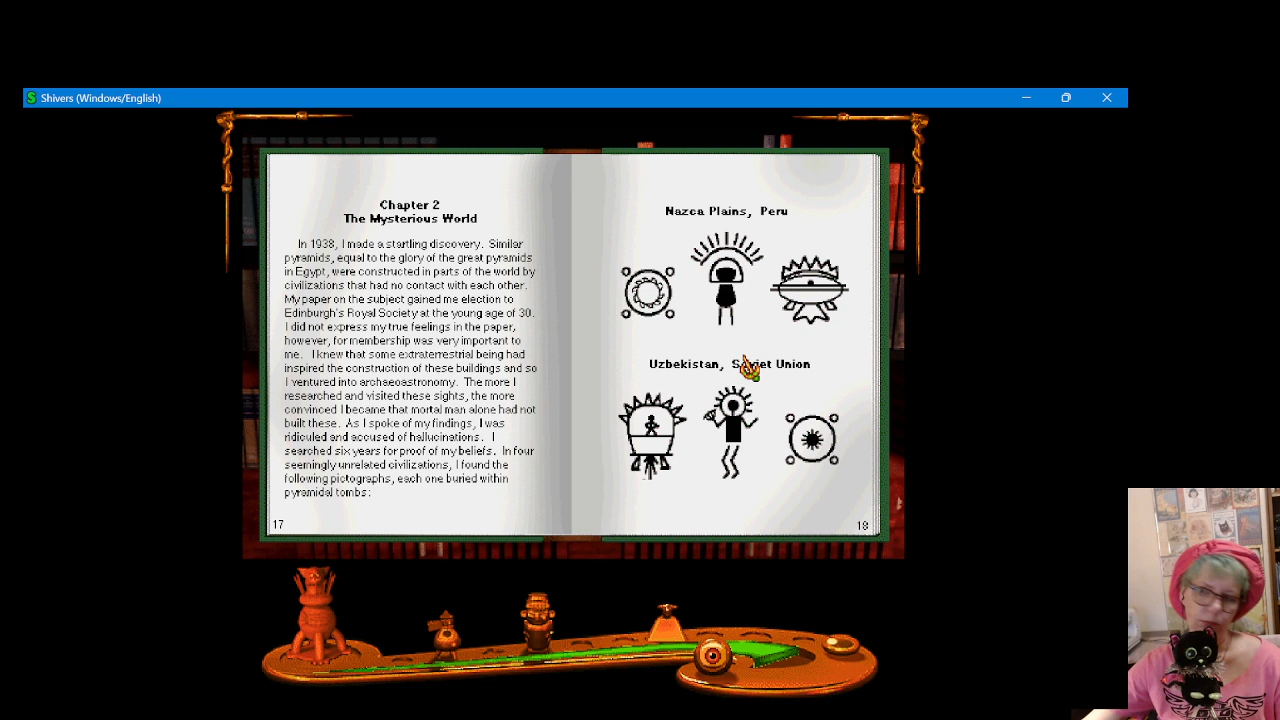 Shivers (Windows/English)
Chapter 2
The Mysterious World
In 1938, I made a startling discovery. Similar
pyramids, equal to the glory of the great pyramids
in Egypt, were constructed in parts of the world by
civilizations that had no contact with each other.
My paper on the subject gained me election to
Edinburgh's Royal Society at the young age of 30.
I did not express my true feelings in the paper,
however, for membership was very important to
me. I knew that some extraterrestrial being had
inspired the construction of these buildings and so
I ventured into archaeoastronomy. The more I
researched and visited these sights, the more
convinced I became that mortal man alone had not
built these. As I spoke of my findings, I was
ridiculed and accused of hallucinations. I
searched six years for proof of my beliefs. In four
seemingly unrelated civilizations, I found the
following pictographs, each one buried within
pyramidal tombs:
17
Nazca Plains, Peru
Uzbekistan, Soviet Union
18